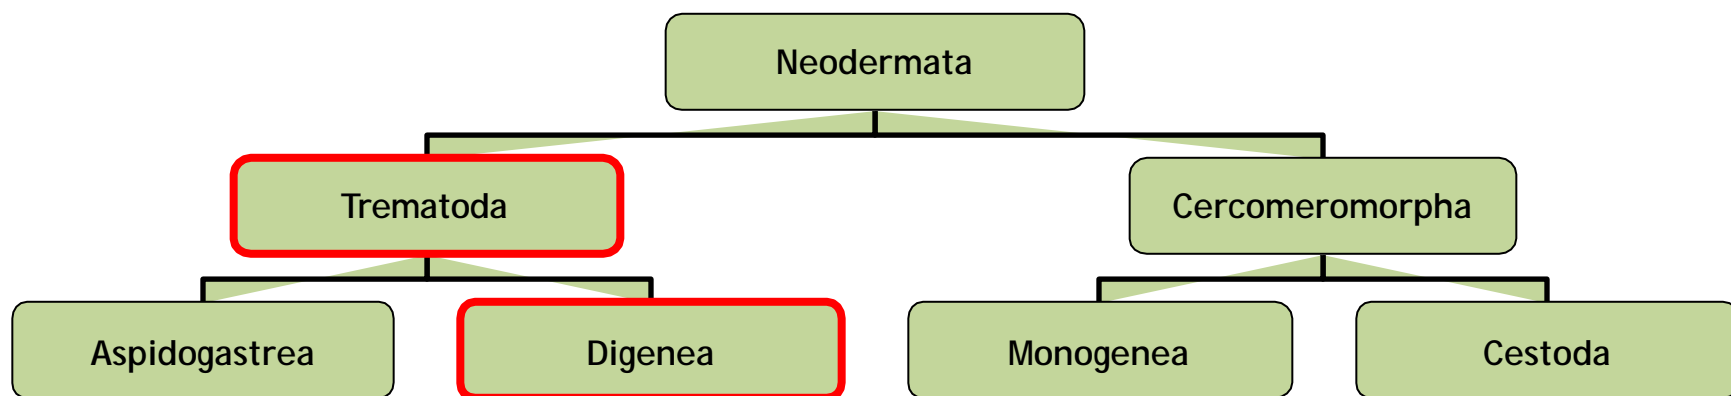 Neodermata
Trematoda
Cercomeromorpha
Aspidogastrea
Digenea
Monogenea
Cestoda